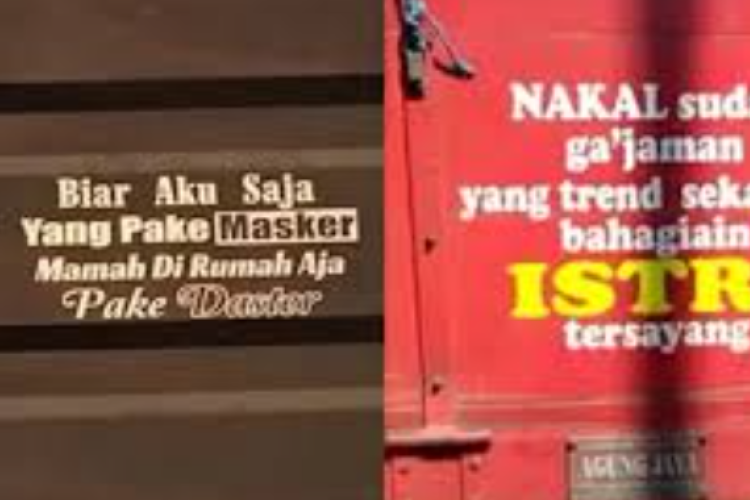 Biar Aku Saja
Yang Pake Masker
Mamah Di Rumah Aja
Pake Daster
NAKAL sud
ga'jaman
yang trend sek
bahagiain
ISTR
tersayang
AGUNG JAYA